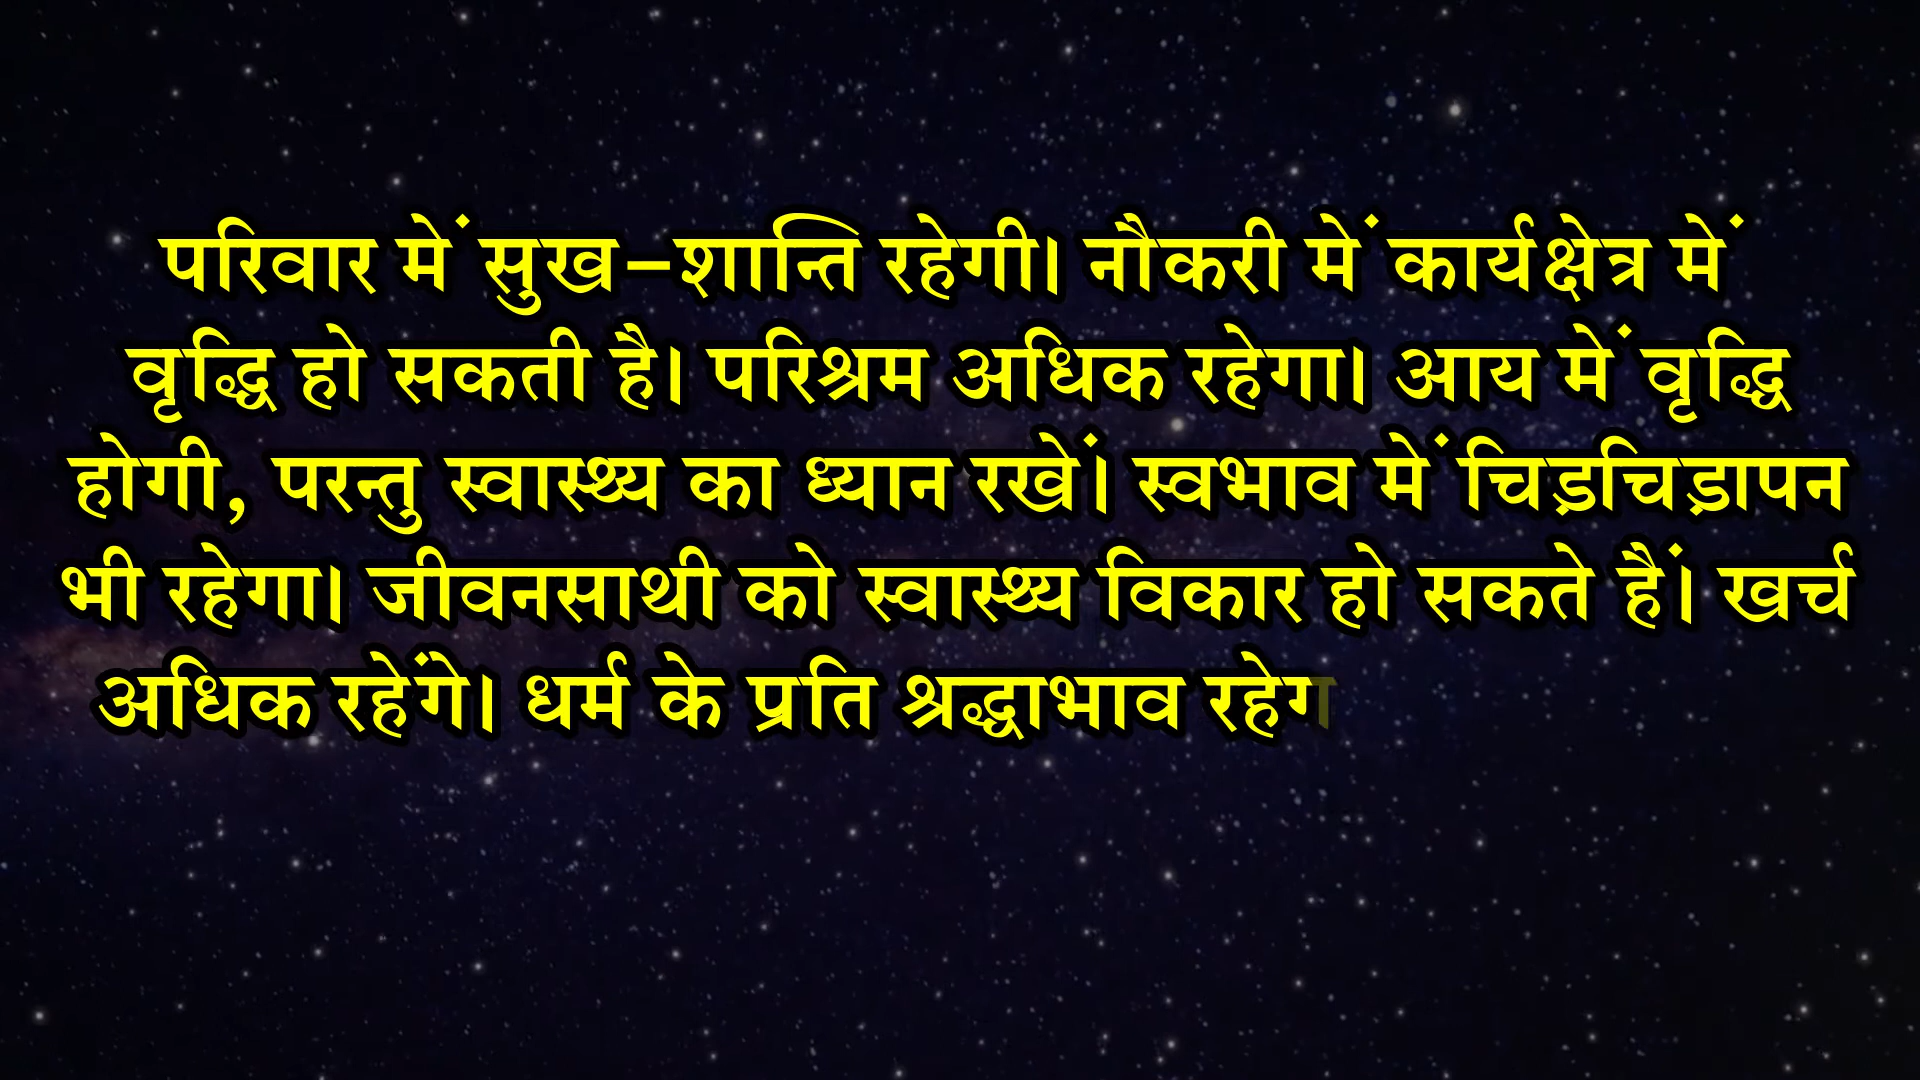 परिवार में सुख-शान्ति रहेगी। नौकरी में कार्यक्षेत्र में
वृद्धि हो सकती है। परिश्रम अधिक रहेगा। आय में वृद्धि
होगी, परन्तु स्वास्थ्य का ध्यान रखें। स्वभाव में चिड़चिड़ापन
भी रहेगा। जीवनसाथी को स्वास्थ्य विकार हो सकते हैं। खर्च
अधिक रहेंगे। धर्म के प्रति श्रद्धाभाव